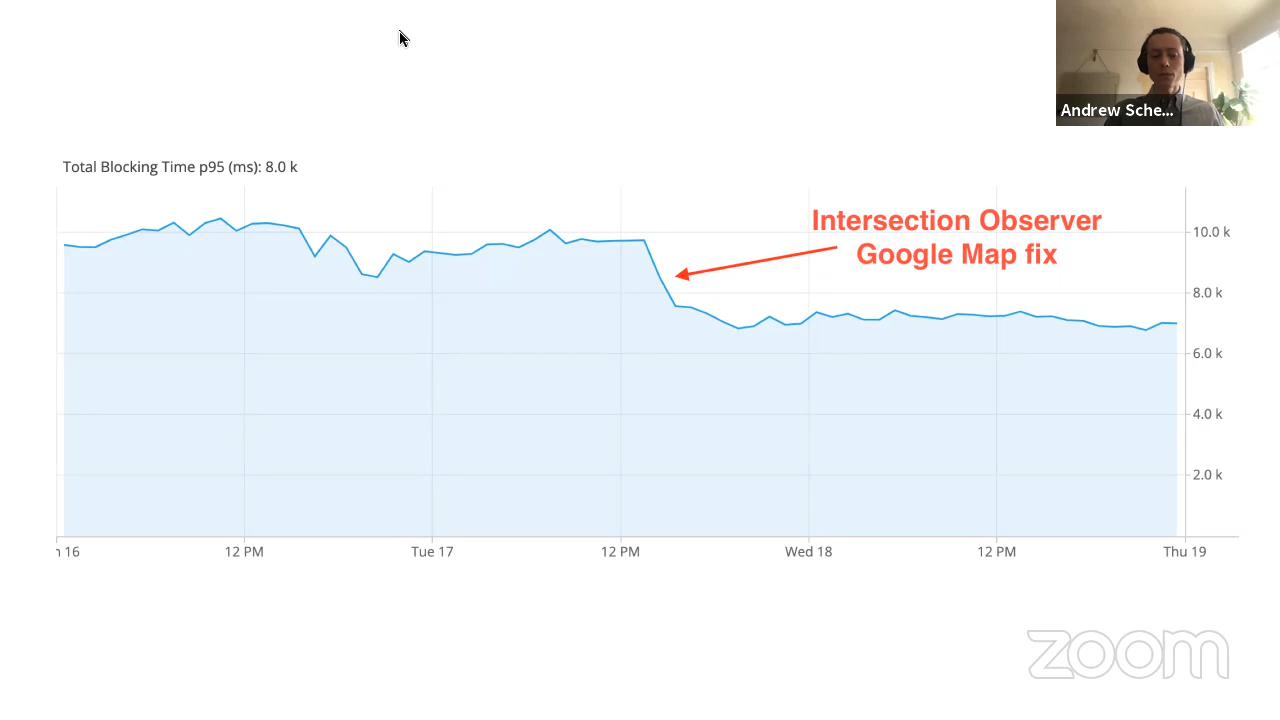 Andrew Sche...
Total Blocking Time p95 (ms): 8.0 k
Intersection Observer
Google Map fix
10.0 k
8.0 k
6.0 k
4.0 k
2.0 k
n 16
12 PM
Tue 17
12 PM
Wed 18
12 PM
Thu 19
zoom